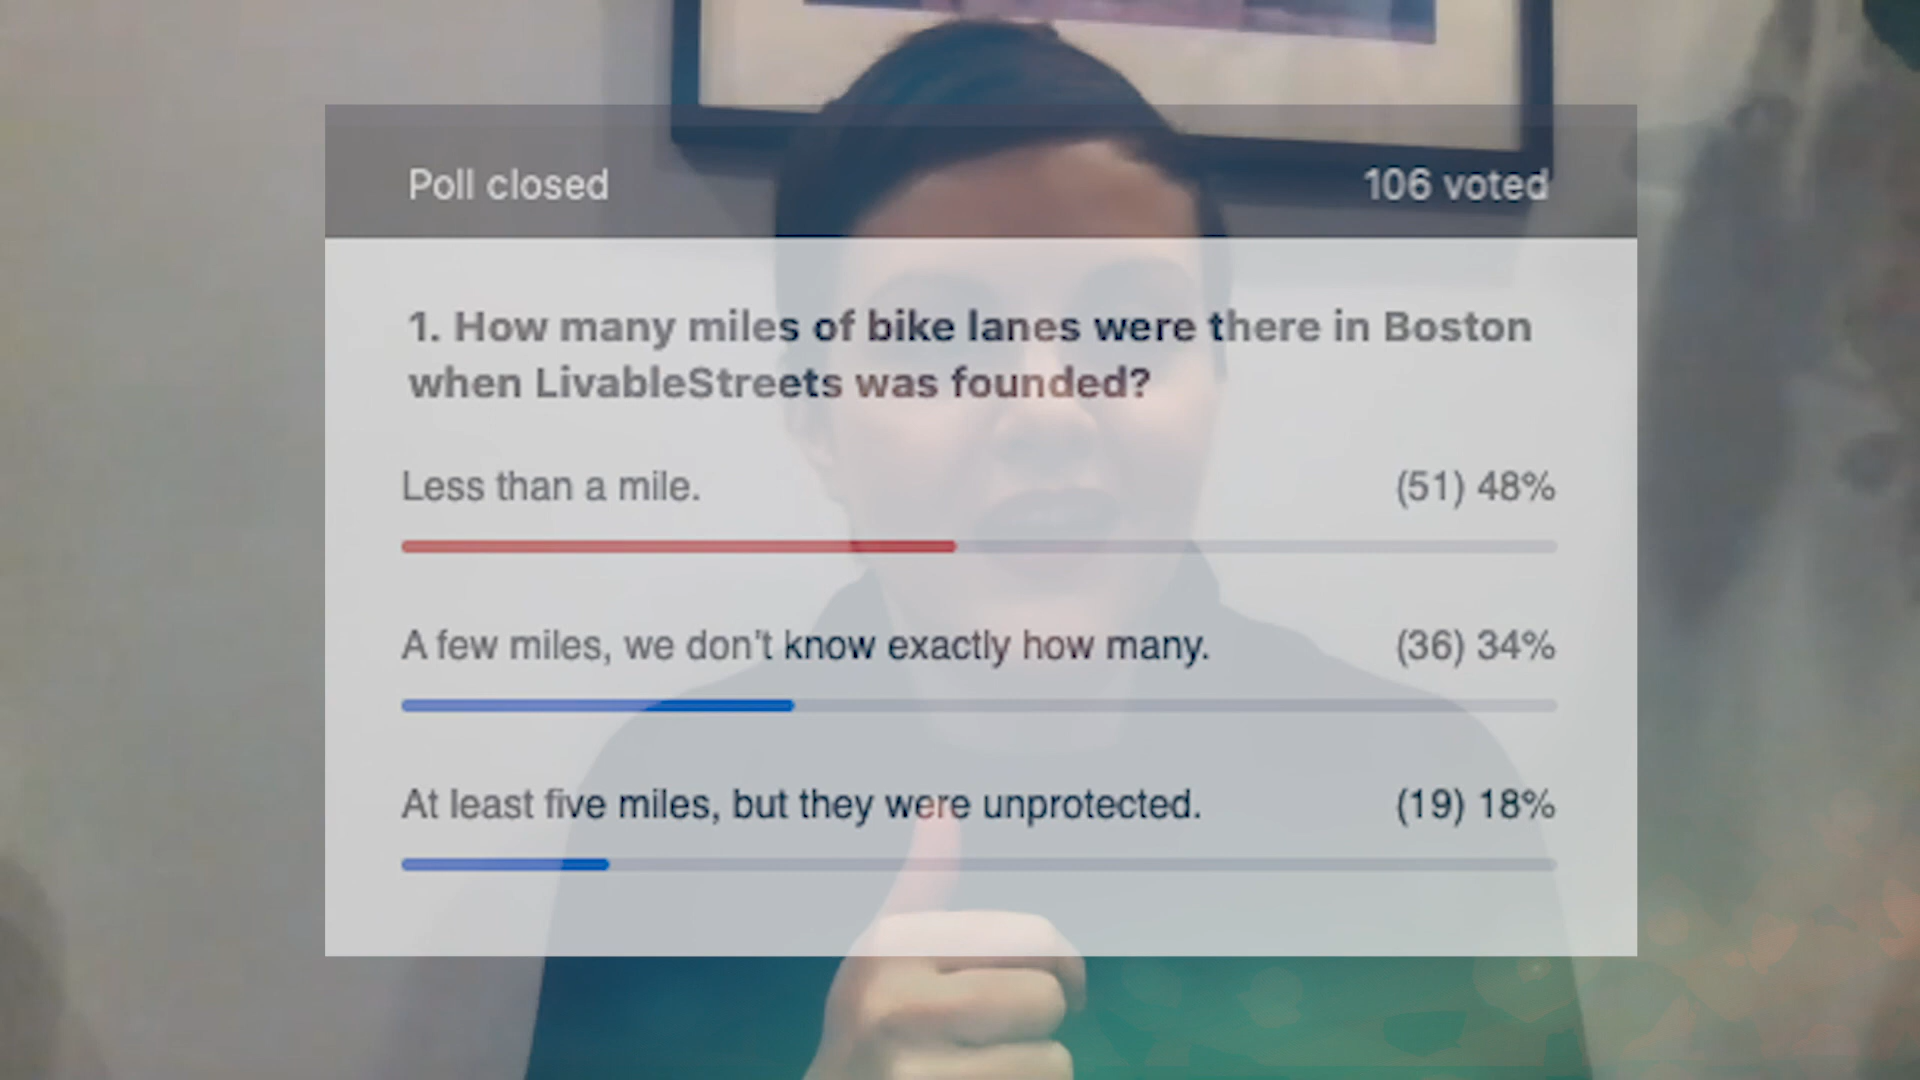 Poll closed 106 voted
1. How many miles of bike lanes were there in Boston
when LivableStreets was founded?
Less than a mile. (51) 48%
A few miles, we don't know exactly how many. (36) 34%
At least five miles, but they were unprotected. (19) 18%